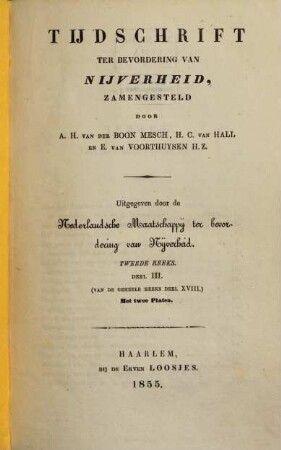 TIJDSCHRIFT
TER BEVORDERING VAN
NIJVERHEID,
ZAMENGESTELD
DOOR
A. H. VAN DER BOON MESCH, H. C. VAN HALL
EN E. VAN VOORTHUYSEN H.Z.
Uitgegeven door de
Nederlandsche Maatschappij ter bevor-
dering van Nijverheid.
TWEEDE REEKS.
DEEL III.
(VAN DE GEHEELE REEKS DEEL XVIII.)
Met twee Platen.
HAARLEM,
BIJ DE ERVEN LOOSJES.
1855.